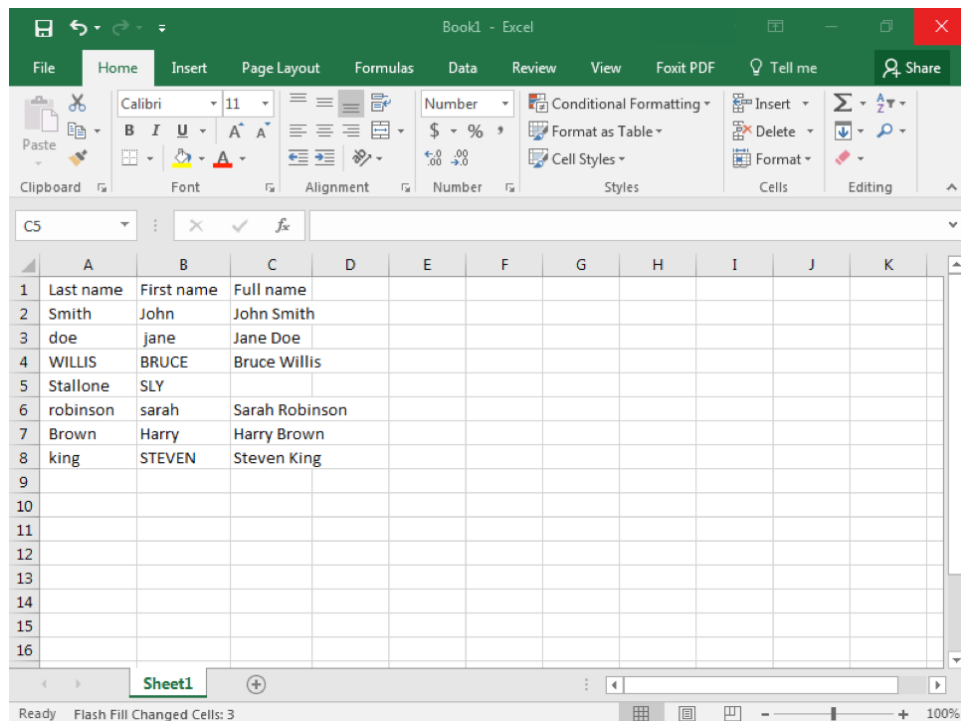 Book1 - Excel
File Home Insert Page Layout Formulas Data Review View Foxit PDF Tell me Share
Calibri 11 Number Conditional Formatting Insert Σ A Z
Paste B I U A A $ % , Format as Table Delete
A .00 .0 Cell Styles Format
Clipboard Font Alignment Number Styles Cells Editing
C5 fx
A B C D E F G H I J K
1 Last name First name Full name
2 Smith John John Smith
3 doe jane Jane Doe
4 WILLIS BRUCE Bruce Willis
5 Stallone SLY
6 robinson sarah Sarah Robinson
7 Brown Harry Harry Brown
8 king STEVEN Steven King
9
10
11
12
13
14
15
16
Sheet1
Ready Flash Fill Changed Cells: 3 - + 100%